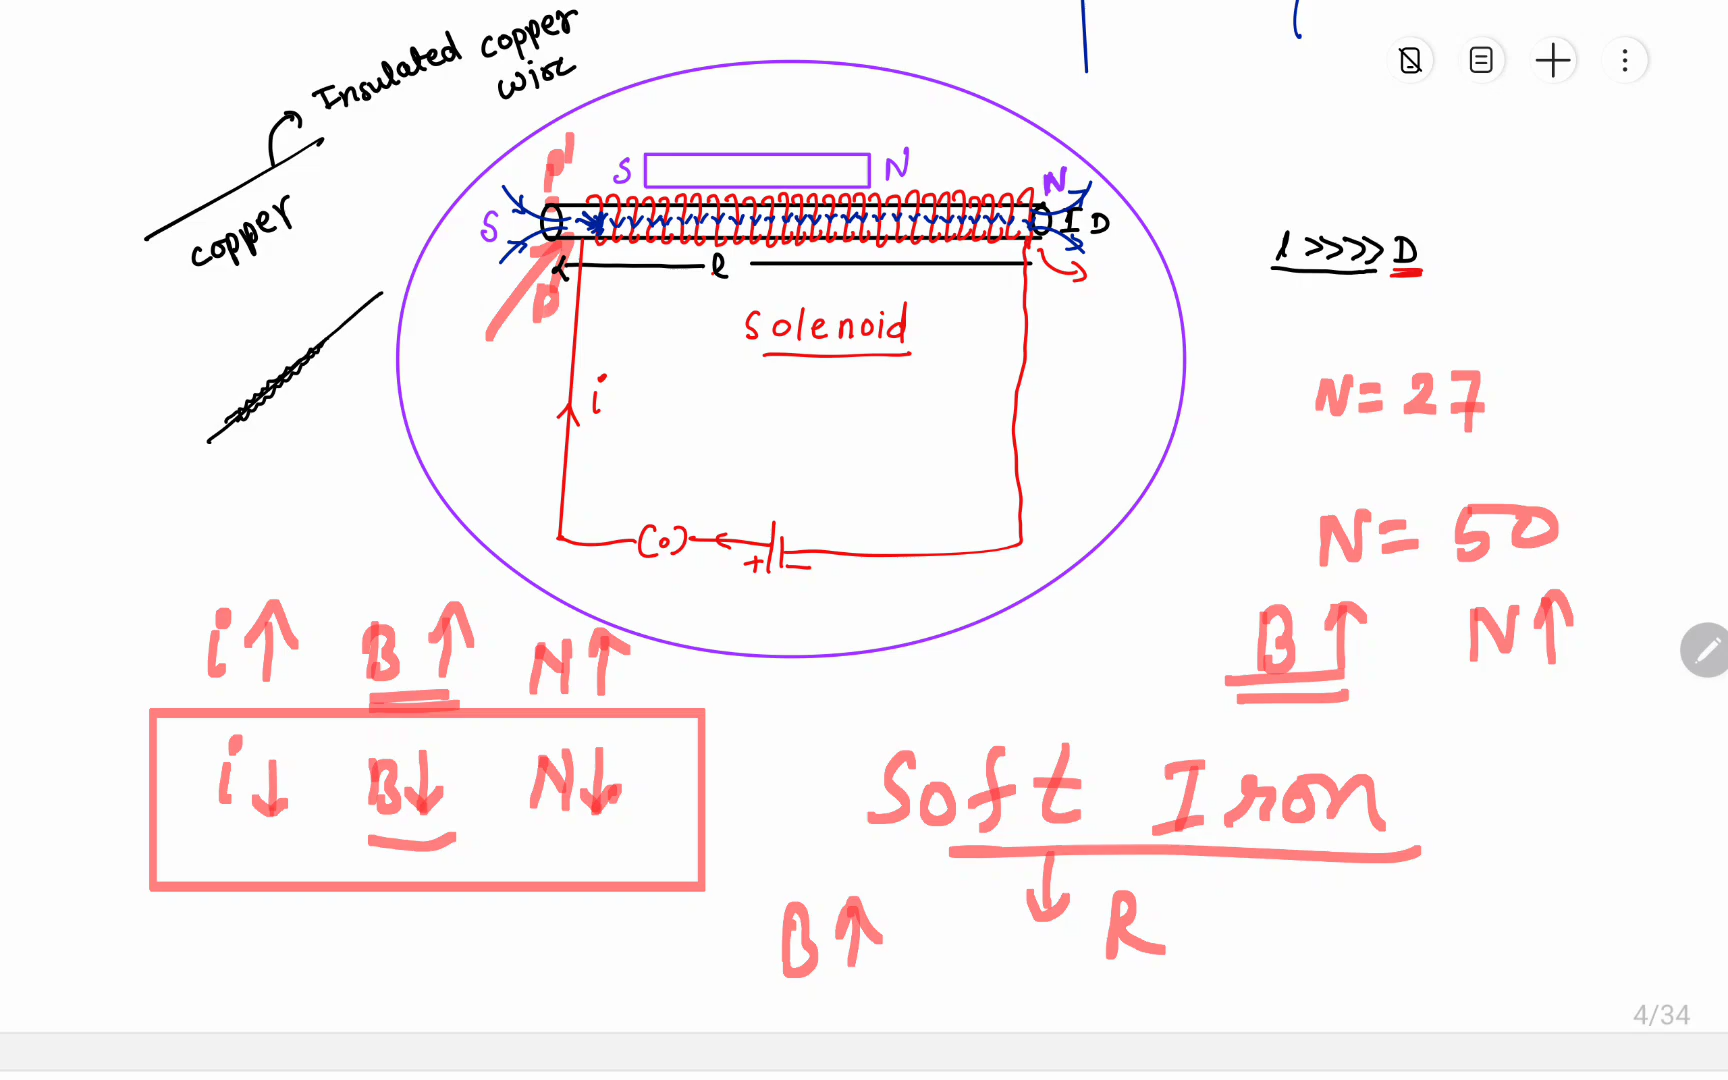 Insulated copper
wire
copper
S N
S N
D
l
l >>>> D
Solenoid
i
N = 27
+ -
N = 50
i↑ B↑ N↑
B↑ N↑
i↓ B↓ N↓
Soft Iron
B↑ R
4/34